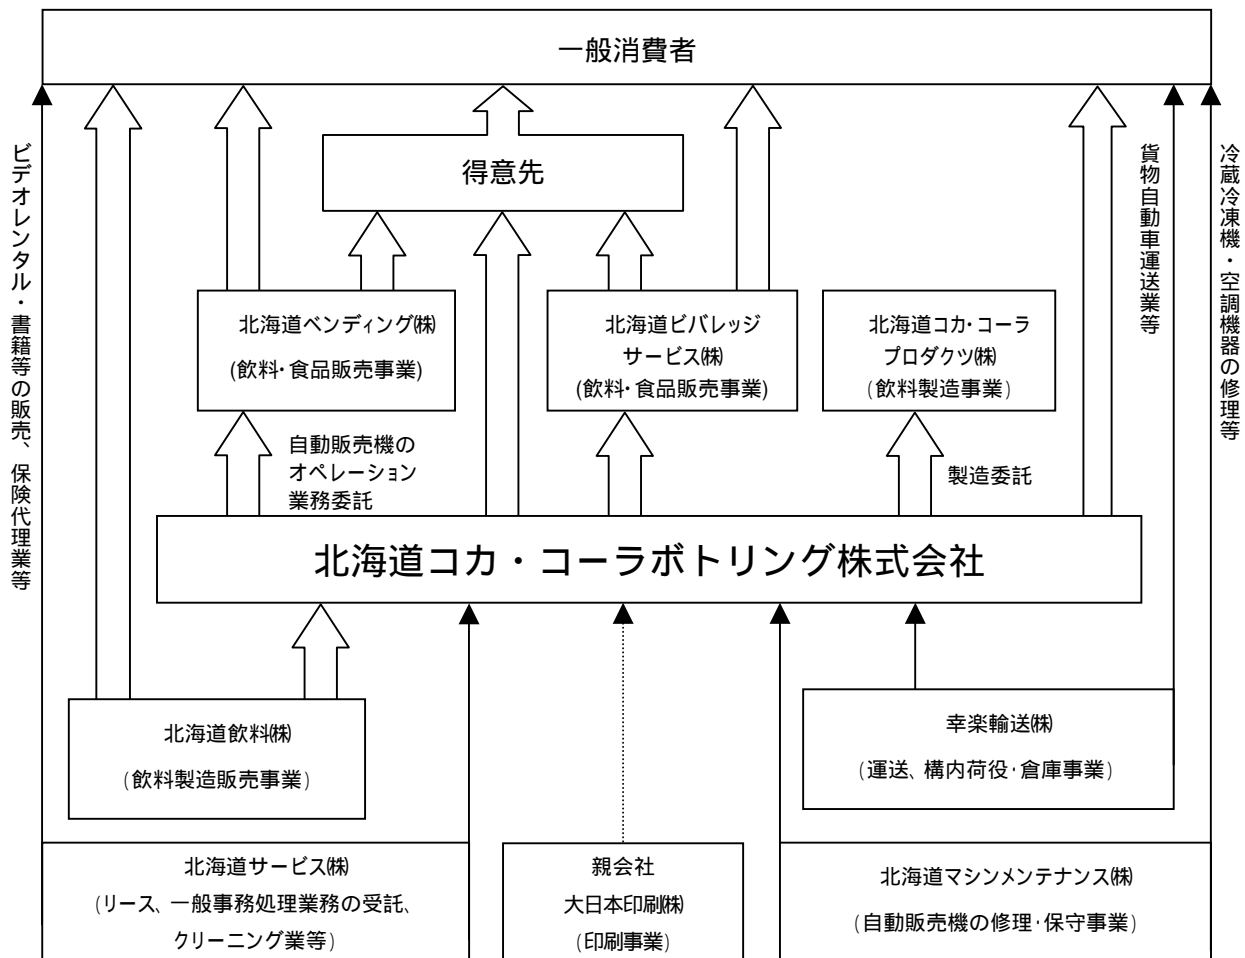 一般消費者
得意先
ビデオレンタル・書籍等の販売、保険代理業等
貨物自動車運送業等
冷蔵冷凍機・空調機器の修理等
北海道ベンディング㈱
(飲料・食品販売事業)
北海道ビバレッジ
サービス㈱
(飲料・食品販売事業)
北海道コカ・コーラ
プロダクツ㈱
(飲料製造事業)
自動販売機の
オペレーション
業務委託
製造委託
北海道コカ・コーラボトリング株式会社
北海道飲料㈱
(飲料製造販売事業)
幸楽輸送㈱
(運送、構内荷役・倉庫事業)
北海道サービス㈱
(リース、一般事務処理業務の受託、
クリーニング業等)
親会社
大日本印刷㈱
(印刷事業)
北海道マシンメンテナンス㈱
(自動販売機の修理・保守事業)